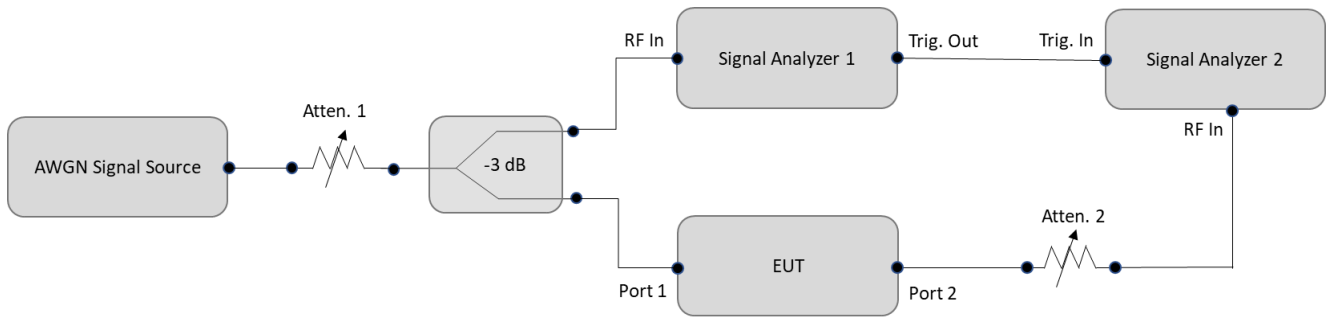 RF In
Signal Analyzer 1
Trig. Out
Trig. In
Signal Analyzer 2
RF In
Atten. 1
AWGN Signal Source
-3 dB
Atten. 2
EUT
Port 1
Port 2